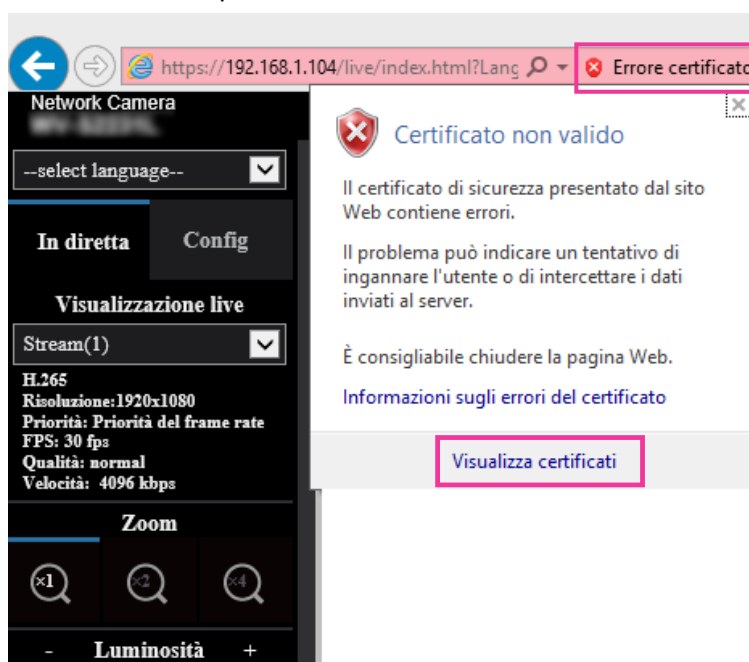 https://192.168.1.104/live/index.html?Lang
Errore certificato
Network Camera
--select language--
In diretta
Config
Visualizzazione live
Stream(1)
H.265
Risoluzione:1920x1080
Priorità: Priorità del frame rate
FPS: 30 fps
Qualità: normal
Velocità: 4096 kbps
Zoom
x1
x2
x4
- Luminosità +
Certificato non valido
Il certificato di sicurezza presentato dal sito
Web contiene errori.
Il problema può indicare un tentativo di
ingannare l'utente o di intercettare i dati
inviati al server.
È consigliabile chiudere la pagina Web.
Informazioni sugli errori del certificato
Visualizza certificati